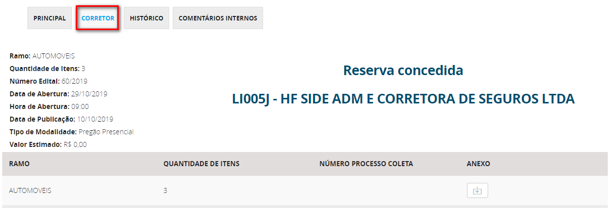 PRINCIPAL CORRETOR HISTÓRICO COMENTÁRIOS INTERNOS
Ramo: AUTOMOVEIS
Quantidade de Itens: 3
Número Edital: 60/2019
Data de Abertura: 29/10/2019
Hora de Abertura: 09:00
Data de Publicação: 10/10/2019
Tipo de Modalidade: Pregão Presencial
Valor Estimado: R$ 0,00
Reserva concedida
LI005J - HF SIDE ADM E CORRETORA DE SEGUROS LTDA
RAMO QUANTIDADE DE ITENS NÚMERO PROCESSO COLETA ANEXO
AUTOMOVEIS 3